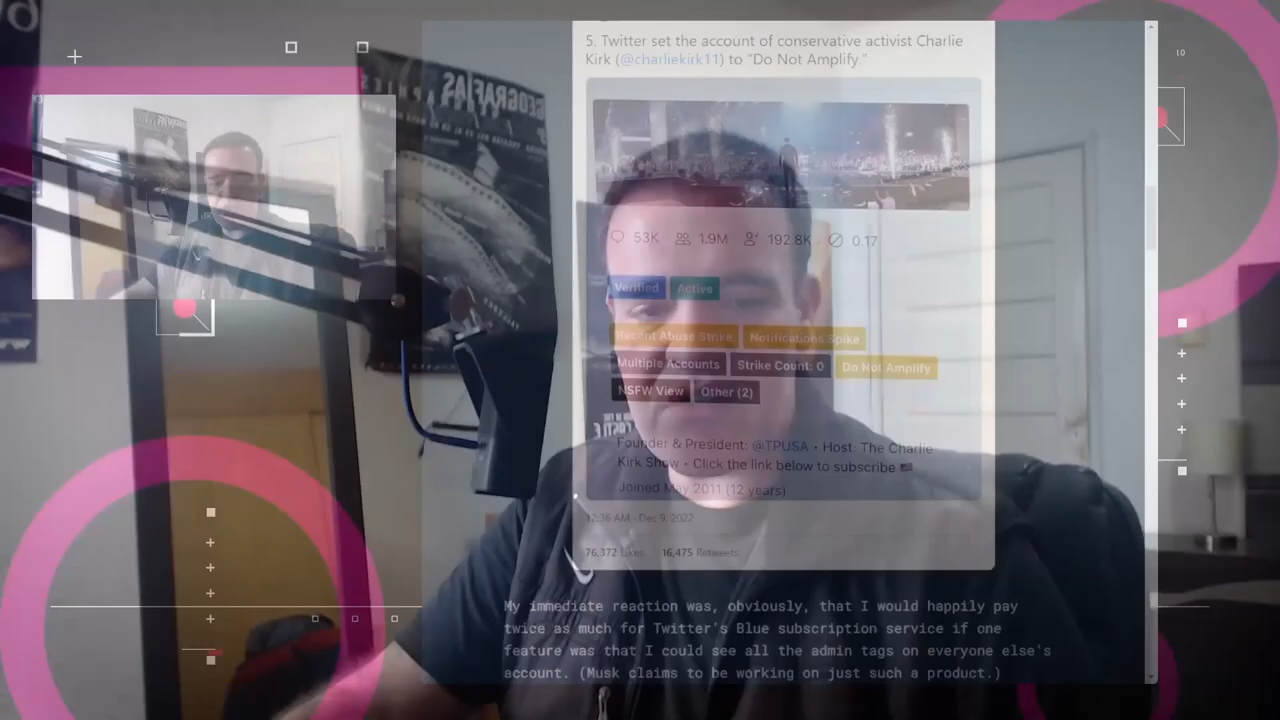 5. Twitter set the account of conservative activist Charlie
Kirk (@charliekirk11) to “Do Not Amplify.”
53K 1.9M 192.8K 0.17
Verified Active
Recent Abuse Strike Notifications Spike
Multiple Accounts Strike Count: 0 Do Not Amplify
NSFW View Other (2)
Founder & President: @TPUSA • Host: The Charlie
Kirk Show • Click the link below to subscribe
Joined May 2011 (12 years)
12:36 AM · Dec 9, 2022
76,372 Likes 16,475 Retweets
My immediate reaction was, obviously, that I would happily pay
twice as much for Twitter's Blue subscription service if one
feature was that I could see all the admin tags on everyone else's
account. (Musk claims to be working on just such a product.)
GEOGRAFIAS
10